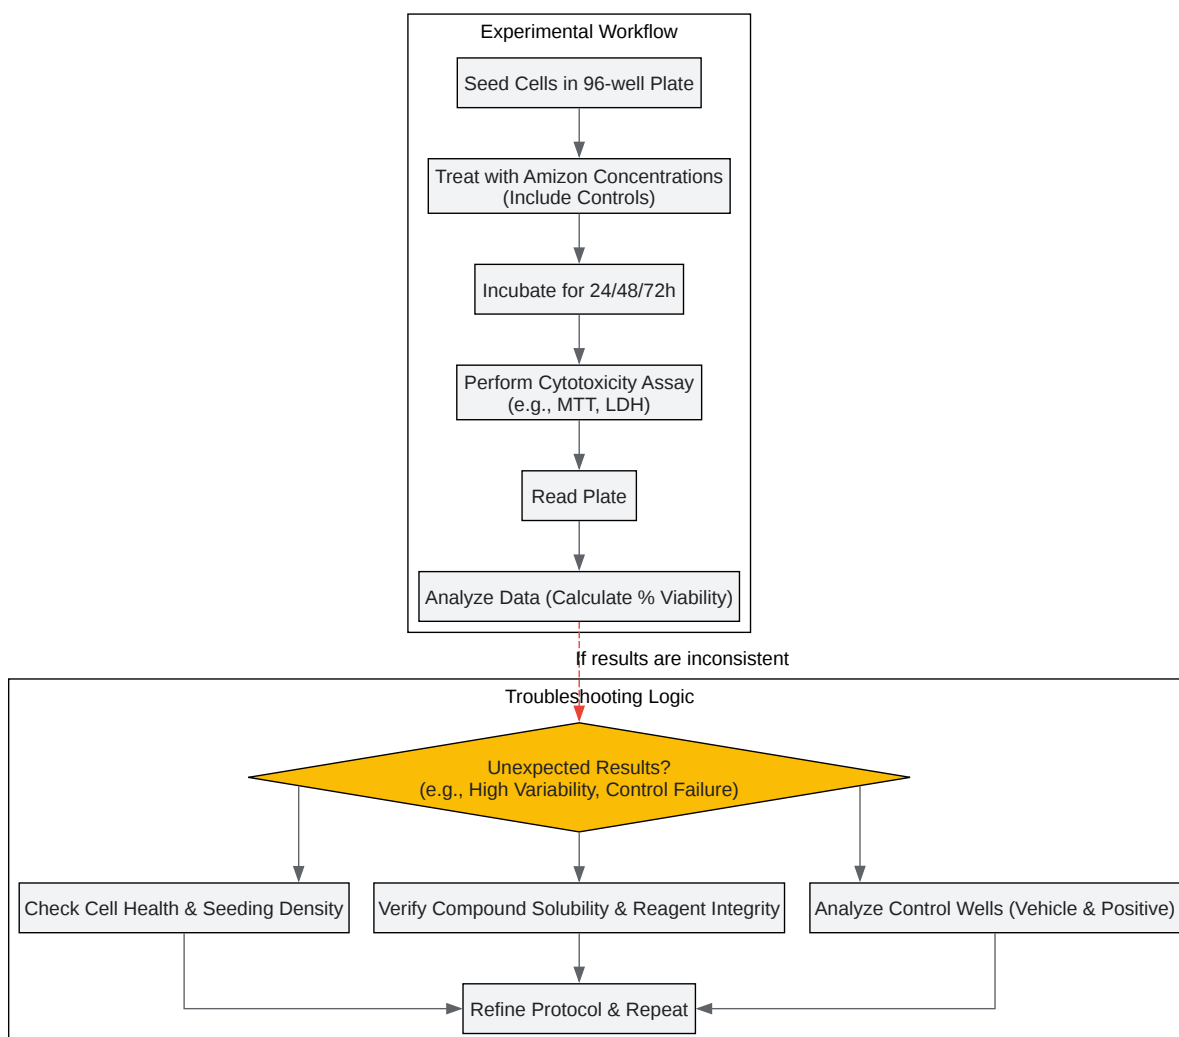 Experimental Workflow
Seed Cells in 96-well Plate
Treat with Amizon Concentrations
(Include Controls)
Incubate for 24/48/72h
Perform Cytotoxicity Assay
(e.g., MTT, LDH)
Read Plate
Analyze Data (Calculate % Viability)
If results are inconsistent
Troubleshooting Logic
Unexpected Results?
(e.g., High Variability, Control Failure)
Check Cell Health & Seeding Density
Verify Compound Solubility & Reagent Integrity
Analyze Control Wells (Vehicle & Positive)
Refine Protocol & Repeat